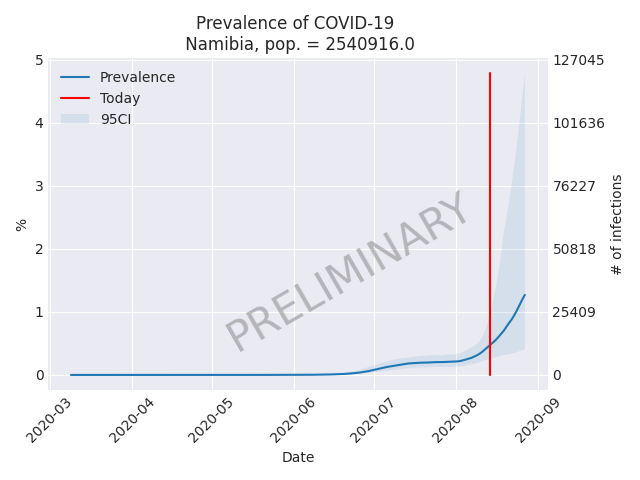 Prevalence of COVID-19
Namibia, pop. = 2540916.0
Prevalence
Today
95CI
5
4
3
2
1
0
%
127045
101636
76227
50818
25409
0
# of infections
PRELIMINARY
2020-03
2020-04
2020-05
2020-06
2020-07
2020-08
2020-09
Date